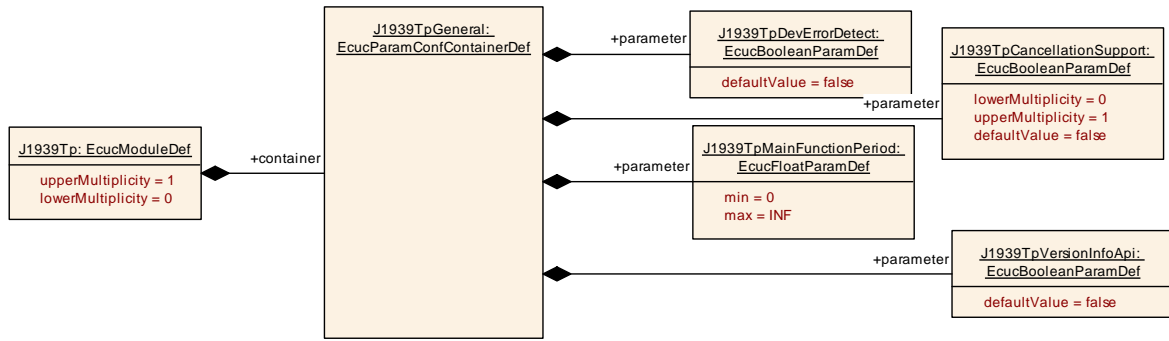 J1939TpGeneral:
EcucParamConfContainerDef
+parameter
J1939TpDevErrorDetect:
EcucBooleanParamDef
defaultValue = false
J1939TpCancellationSupport:
EcucBooleanParamDef
+parameter
lowerMultiplicity = 0
upperMultiplicity = 1
defaultValue = false
J1939Tp: EcucModuleDef
upperMultiplicity = 1
lowerMultiplicity = 0
+container
+parameter
J1939TpMainFunctionPeriod:
EcucFloatParamDef
min = 0
max = INF
+parameter
J1939TpVersionInfoApi:
EcucBooleanParamDef
defaultValue = false